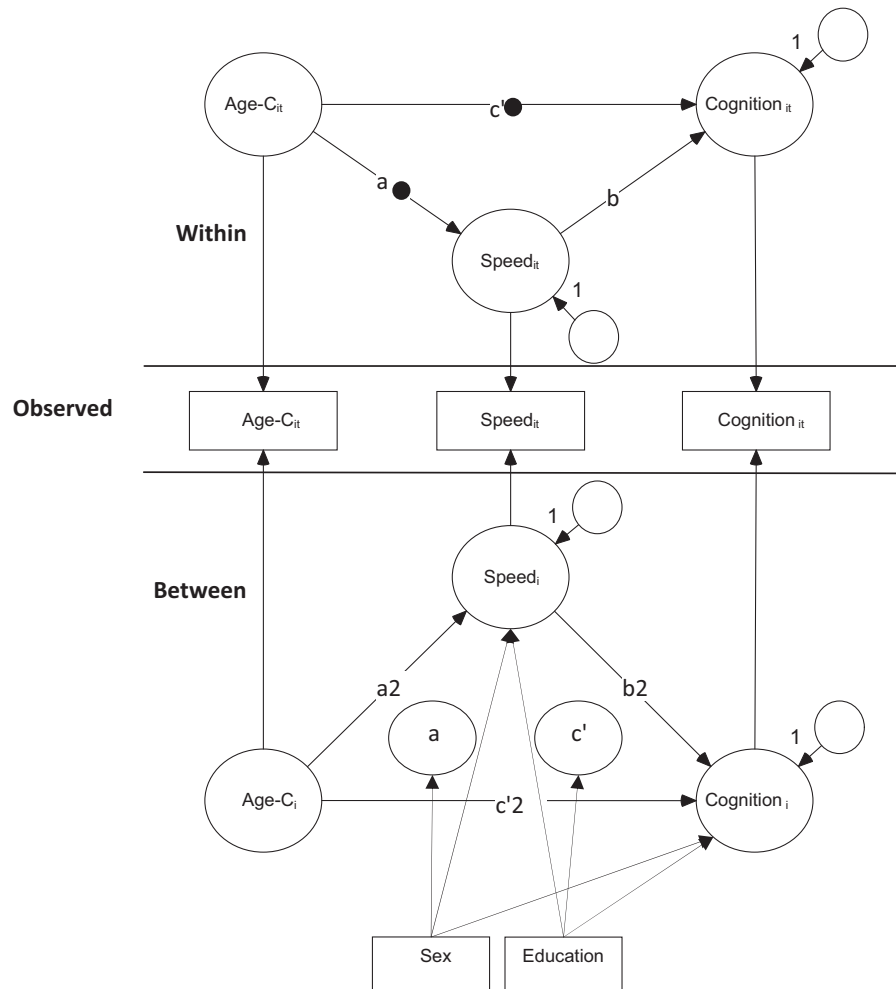 1
Age-Cit
c'
Cognition it
a
b
Within
Speedit
1
Observed
Age-Cit
Speedit
Cognition it
1
Between
Speedi
a2
b2
a
c'
1
Age-Ci
c'2
Cognition i
Sex
Education